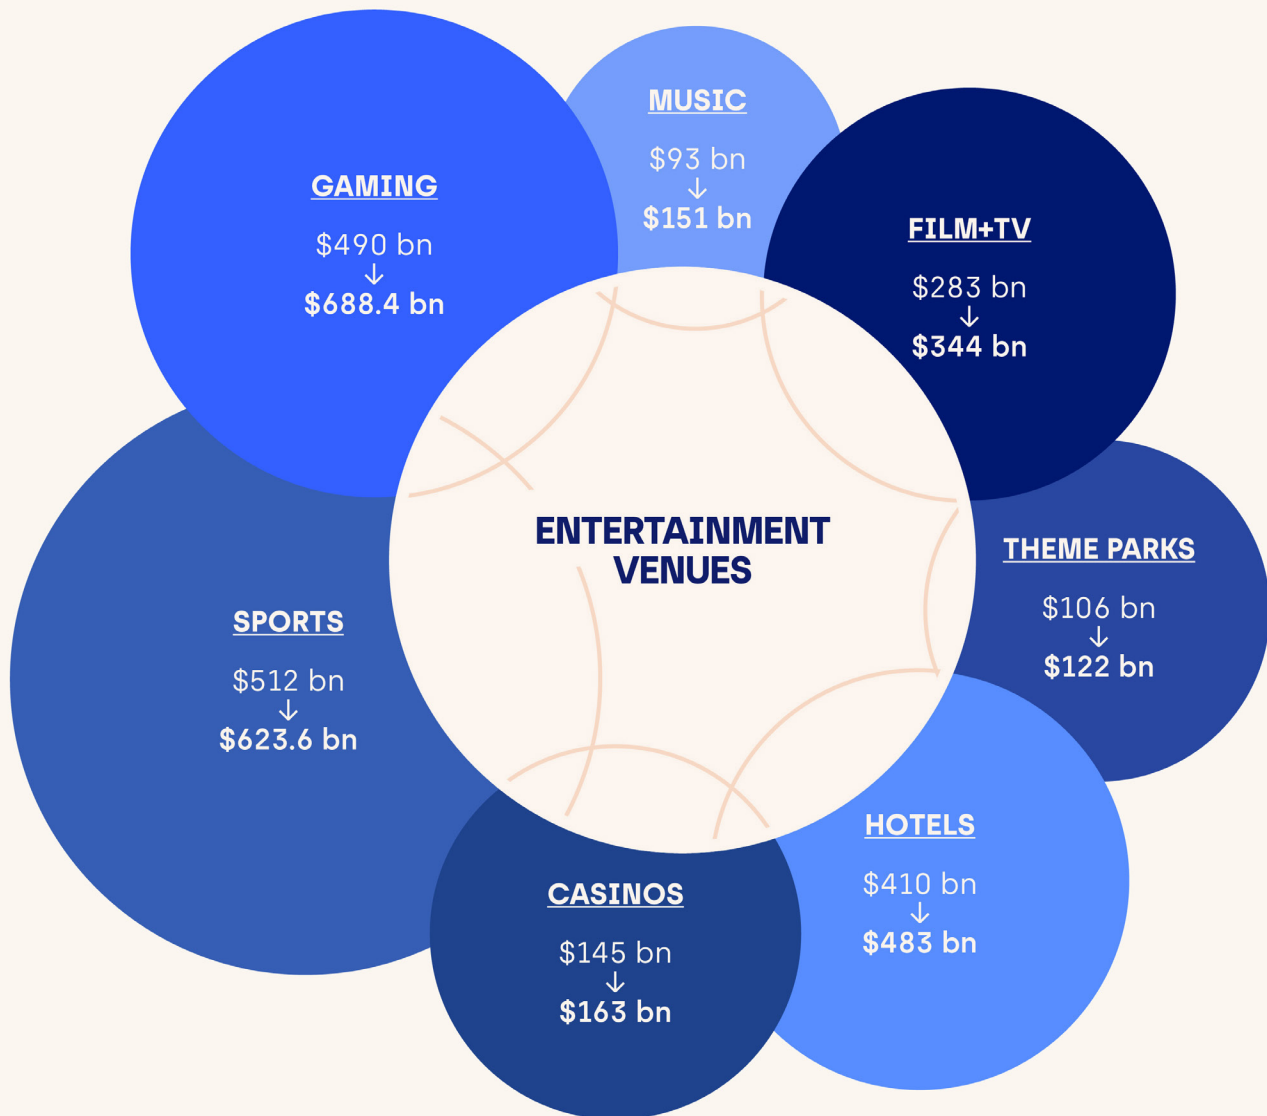 MUSIC
$93 bn
↓
$151 bn
GAMING
$490 bn
↓
$688.4 bn
FILM+TV
$283 bn
↓
$344 bn
ENTERTAINMENT
VENUES
THEME PARKS
$106 bn
↓
$122 bn
SPORTS
$512 bn
↓
$623.6 bn
HOTELS
$410 bn
↓
$483 bn
CASINOS
$145 bn
↓
$163 bn